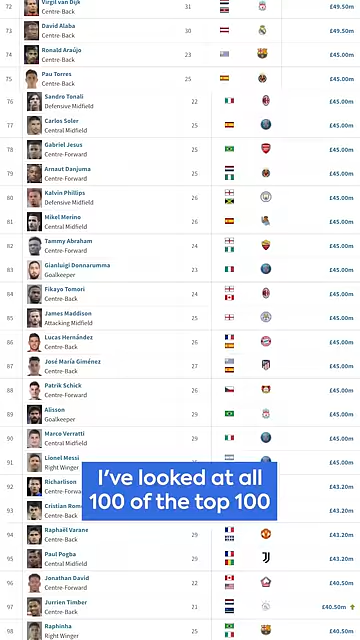 72 Virgil van Dijk 31 £49.50m
Centre-Back
73 David Alaba 30 £49.50m
Centre-Back
74 Ronald Araújo 23 £45.00m
Centre-Back
75 Pau Torres 25 £45.00m
Centre-Back
76 Sandro Tonali 22 £45.00m
Defensive Midfield
77 Carlos Soler 25 £45.00m
Central Midfield
78 Gabriel Jesus 25 £45.00m
Centre-Forward
79 Arnaut Danjuma 25 £45.00m
Centre-Forward
80 Kalvin Phillips 26 £45.00m
Defensive Midfield
81 Mikel Merino 26 £45.00m
Central Midfield
82 Tammy Abraham 24 £45.00m
Centre-Forward
83 Gianluigi Donnarumma 23 £45.00m
Goalkeeper
84 Fikayo Tomori 24 £45.00m
Centre-Back
85 James Maddison 25 £45.00m
Attacking Midfield
86 Lucas Hernández 26 £45.00m
Centre-Back
87 José María Giménez 27 £45.00m
Centre-Back
88 Patrik Schick 26 £45.00m
Centre-Forward
89 Alisson 29 £45.00m
Goalkeeper
90 Marco Verratti 29 £45.00m
Central Midfield
91 Lionel Messi £45.00m
Right Winger
I've looked at all
100 of the top 100
92 Richarlison £43.20m
Centre-Forwa
93 Cristian Rom £43.20m
Centre-Back
94 Raphaël Varane 29 £43.20m
Centre-Back
95 Paul Pogba 29 £43.20m
Central Midfield
96 Jonathan David 22 £40.50m
Centre-Forward
97 Jurrien Timber 21 £40.50m
Centre-Back
98 Raphinha 25 £40.50m
Right Winger